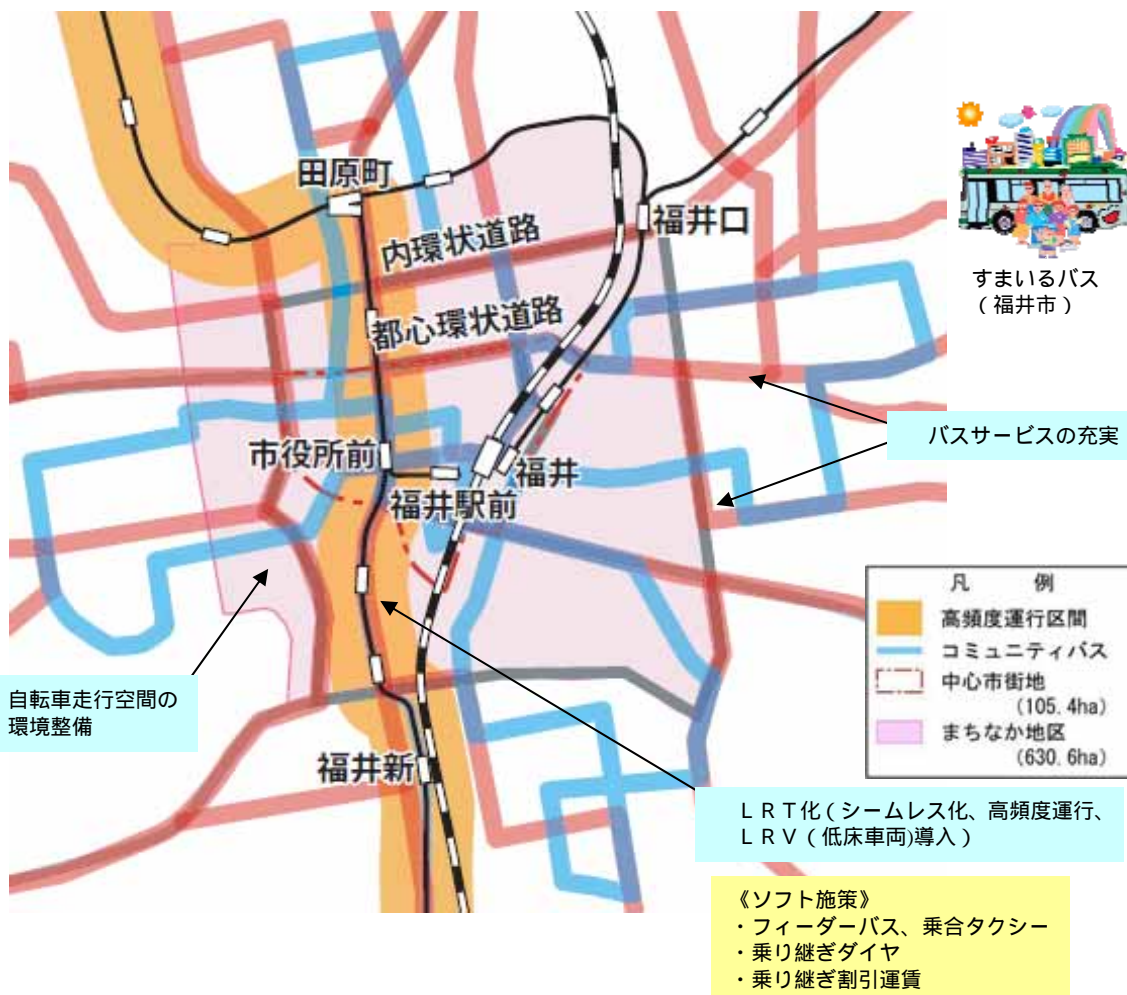 田原町
福井口
内環状道路
都心環状道路
市役所前
福井
福井駅前
福井新
すまいるバス
(福井市)
バスサービスの充実
凡 例
高頻度運行区間
コミュニティバス
中心市街地
(105.4ha)
まちなか地区
(630.6ha)
自転車走行空間の
環境整備
LRT化(シームレス化、高頻度運行、
LRV(低床車両)導入)
《ソフト施策》
・フィーダーバス、乗合タクシー
・乗り継ぎダイヤ
・乗り継ぎ割引運賃